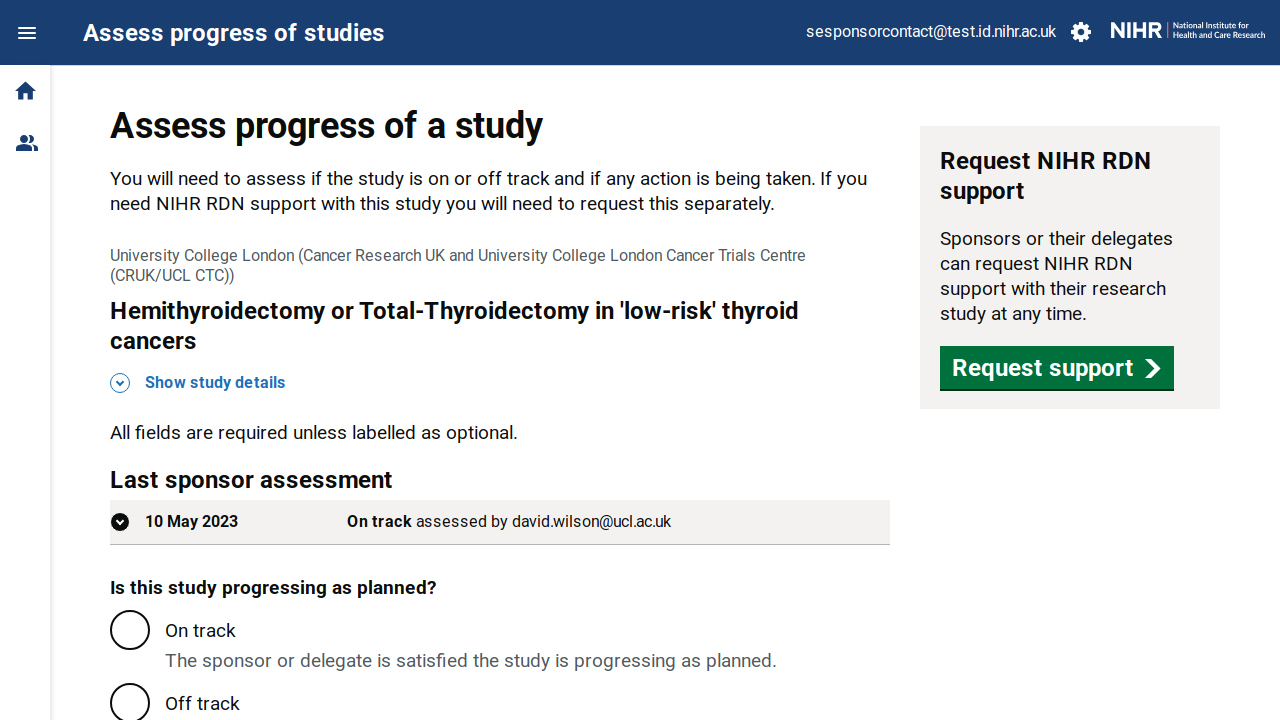 Assess progress of studies
sesponsorcontact@test.id.nihr.ac.uk
NIHR
National Institute for
Health and Care Research
Assess progress of a study
You will need to assess if the study is on or off track and if any action is being taken. If you
need NIHR RDN support with this study you will need to request this separately.
University College London (Cancer Research UK and University College London Cancer Trials Centre
(CRUK/UCL CTC))
Hemithyroidectomy or Total-Thyroidectomy in 'low-risk' thyroid
cancers
Show study details
All fields are required unless labelled as optional.
Last sponsor assessment
10 May 2023
On track assessed by david.wilson@ucl.ac.uk
Is this study progressing as planned?
On track
The sponsor or delegate is satisfied the study is progressing as planned.
Off track
Request NIHR RDN
support
Sponsors or their delegates
can request NIHR RDN
support with their research
study at any time.
Request support